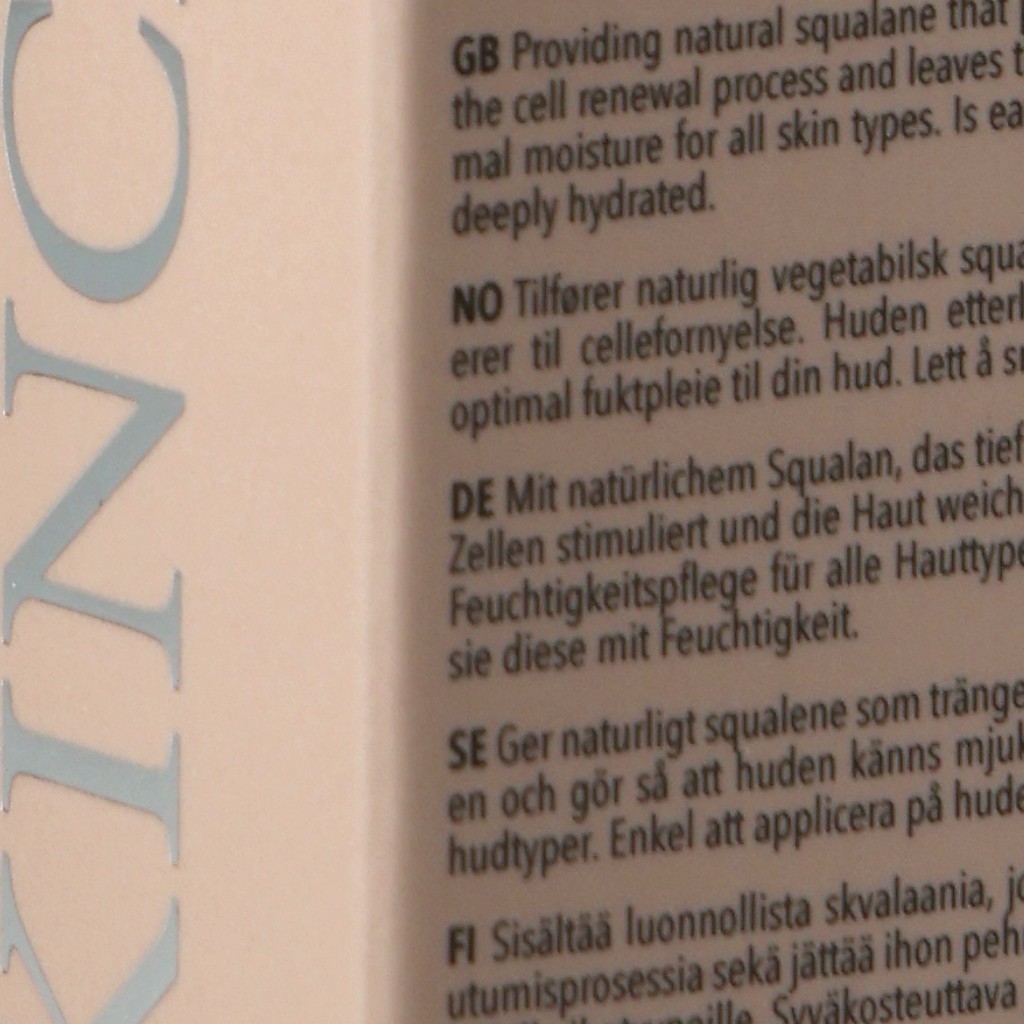 KINC
GB Providing natural squalane that
the cell renewal process and leaves
mal moisture for all skin types. Is
deeply hydrated.
NO Tilfører naturlig vegetabilsk
erer til cellefornyelse. Huden
optimal fuktpleie til din hud. Lett å
DE Mit natürlichem Squalan, das tief
Zellen stimuliert und die Haut weich
Feuchtigkeitspflege für alle
sie diese mit Feuchtigkeit.
SE Ger naturligt squalene som
en och gör så att huden känns
hudtyper. Enkel att applicera på
FI Sisältää luonnollista skvalaania,
utumisprosessia sekä jättää ihon
Syväkosteuttava